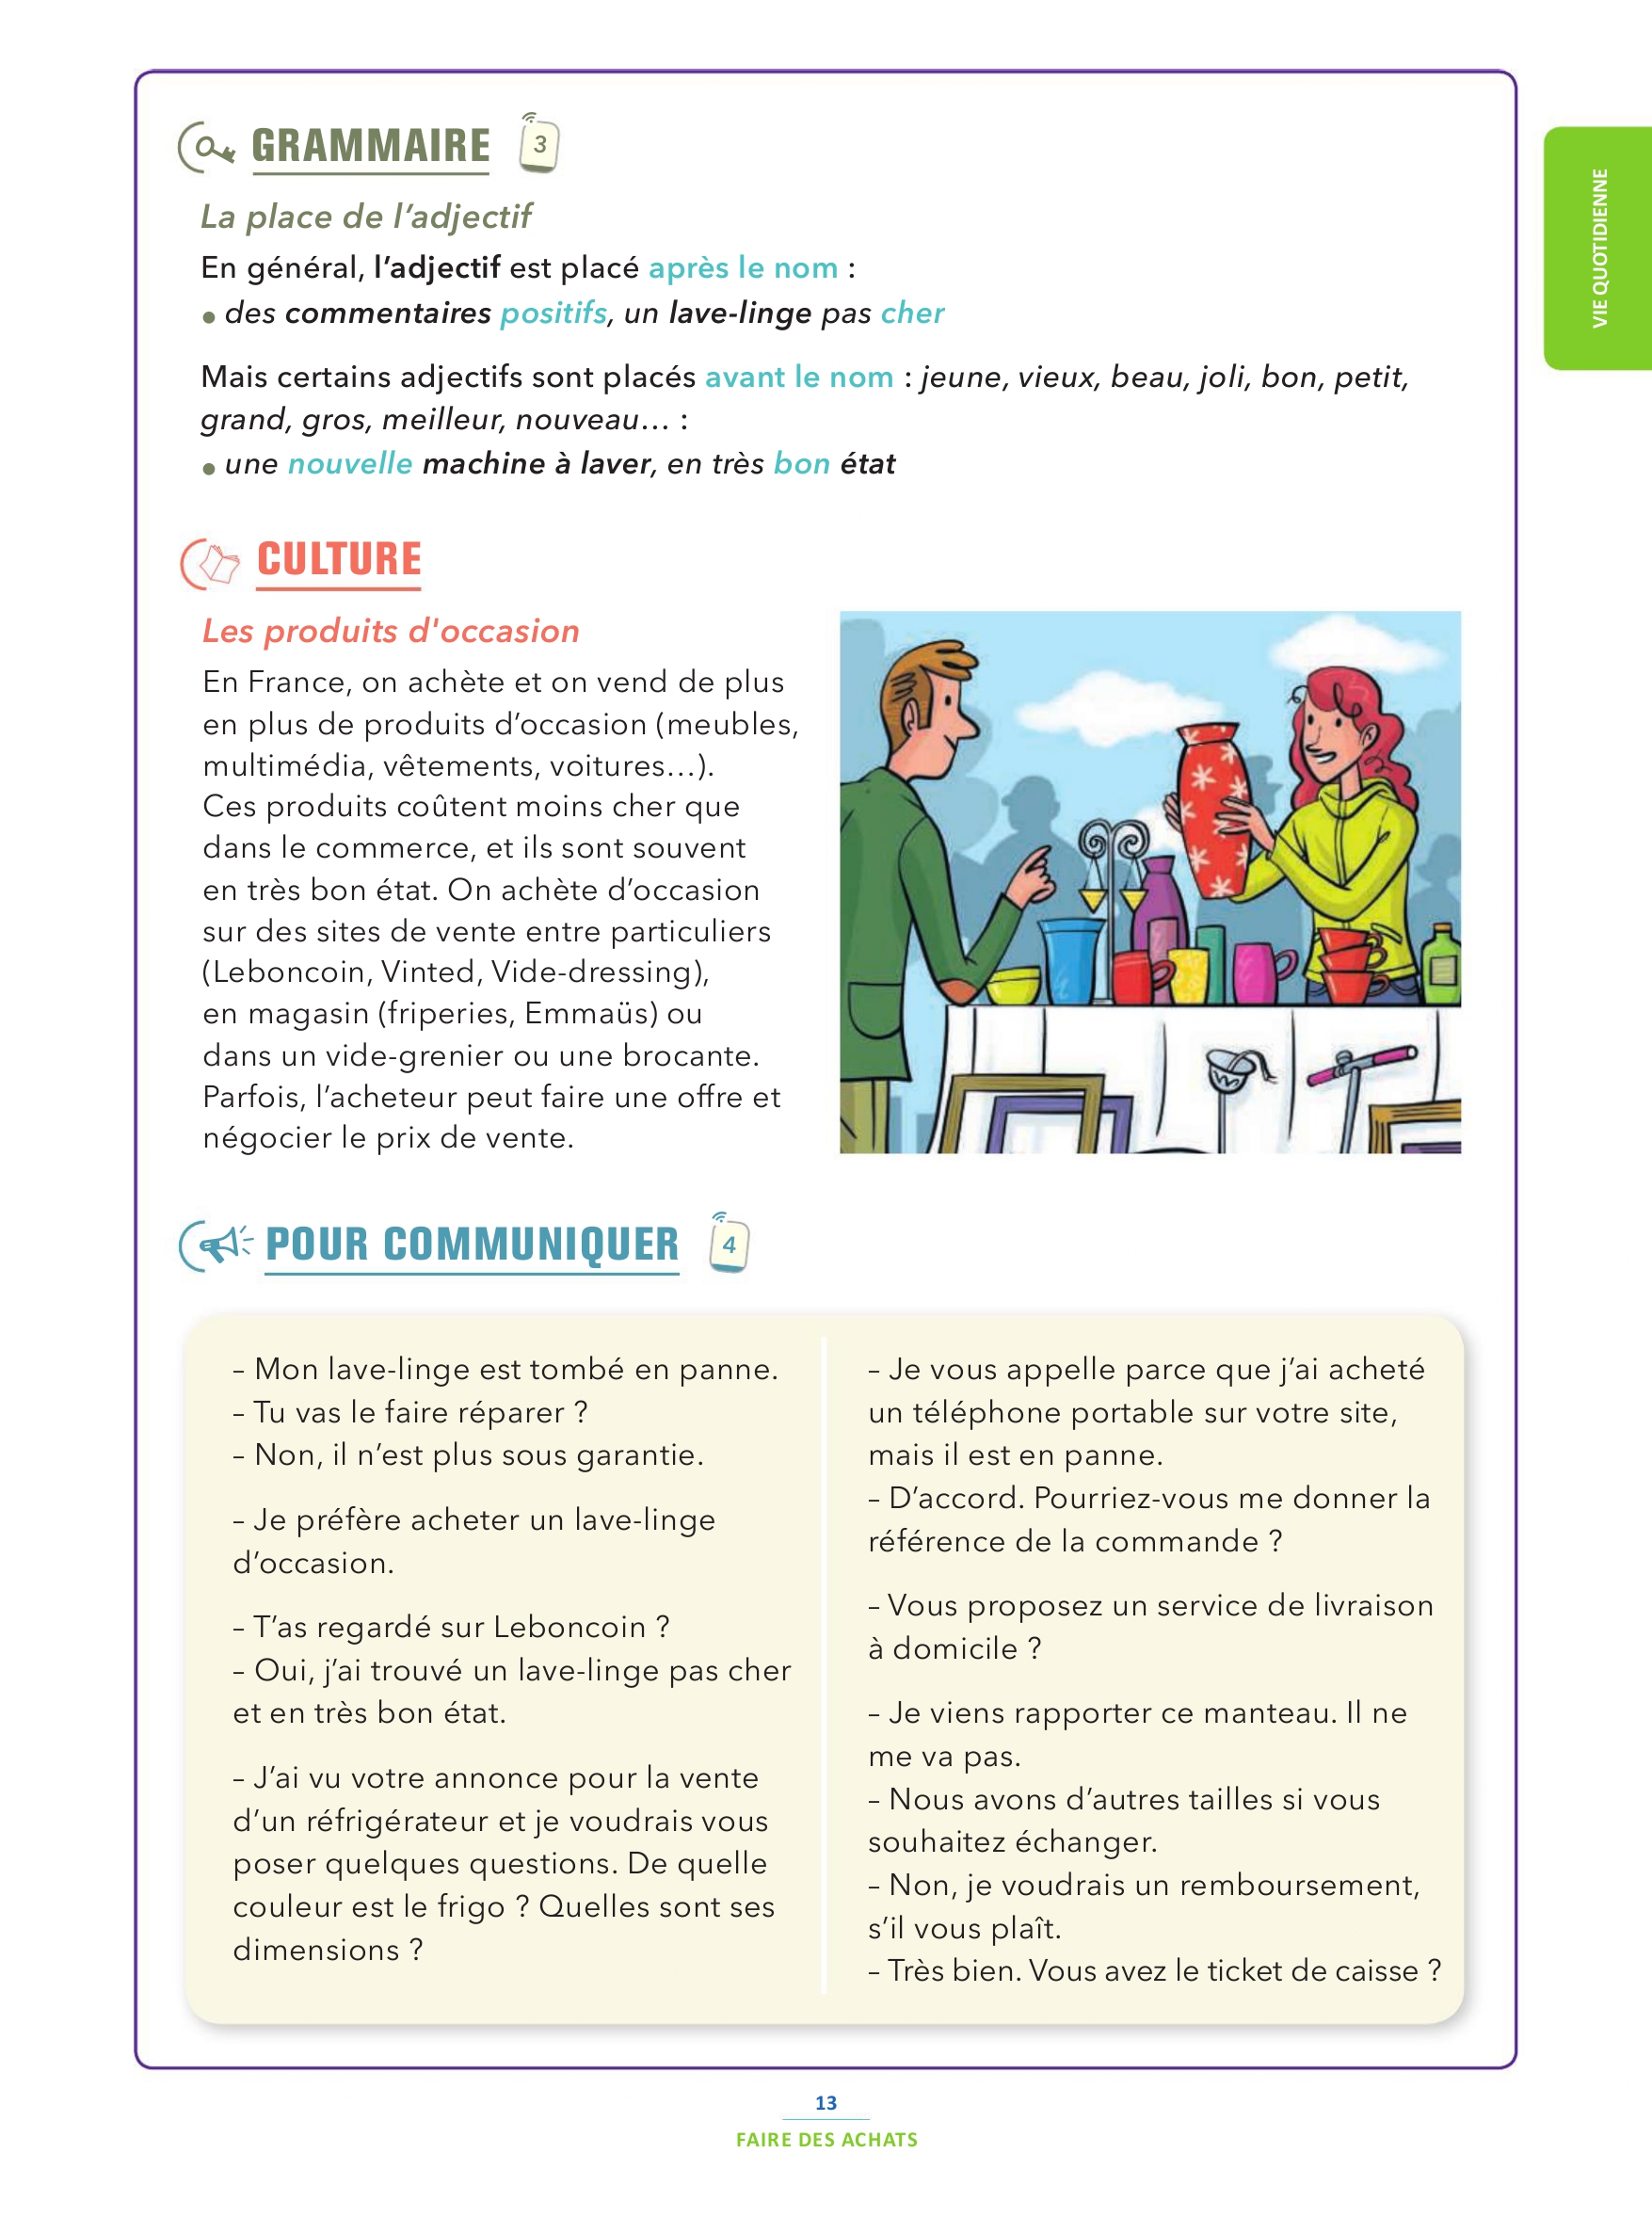 GRAMMAIRE 3
La place de l’adjectif
En général, l’adjectif est placé après le nom :
• des commentaires positifs, un lave-linge pas cher
Mais certains adjectifs sont placés avant le nom : jeune, vieux, beau, joli, bon, petit,
grand, gros, meilleur, nouveau… :
• une nouvelle machine à laver, en très bon état
VIE QUOTIDIENNE
CULTURE
Les produits d'occasion
En France, on achète et on vend de plus
en plus de produits d’occasion (meubles,
multimédia, vêtements, voitures…).
Ces produits coûtent moins cher que
dans le commerce, et ils sont souvent
en très bon état. On achète d’occasion
sur des sites de vente entre particuliers
(Leboncoin, Vinted, Vide-dressing),
en magasin (friperies, Emmaüs) ou
dans un vide-grenier ou une brocante.
Parfois, l’acheteur peut faire une offre et
négocier le prix de vente.
POUR COMMUNIQUER 4
– Mon lave-linge est tombé en panne.
– Tu vas le faire réparer ?
– Non, il n’est plus sous garantie.
– Je préfère acheter un lave-linge
d’occasion.
– T’as regardé sur Leboncoin ?
– Oui, j’ai trouvé un lave-linge pas cher
et en très bon état.
– J’ai vu votre annonce pour la vente
d’un réfrigérateur et je voudrais vous
poser quelques questions. De quelle
couleur est le frigo ? Quelles sont ses
dimensions ?
– Je vous appelle parce que j’ai acheté
un téléphone portable sur votre site,
mais il est en panne.
– D’accord. Pourriez-vous me donner la
référence de la commande ?
– Vous proposez un service de livraison
à domicile ?
– Je viens rapporter ce manteau. Il ne
me va pas.
– Nous avons d’autres tailles si vous
souhaitez échanger.
– Non, je voudrais un remboursement,
s’il vous plaît.
– Très bien. Vous avez le ticket de caisse ?
13
FAIRE DES ACHATS